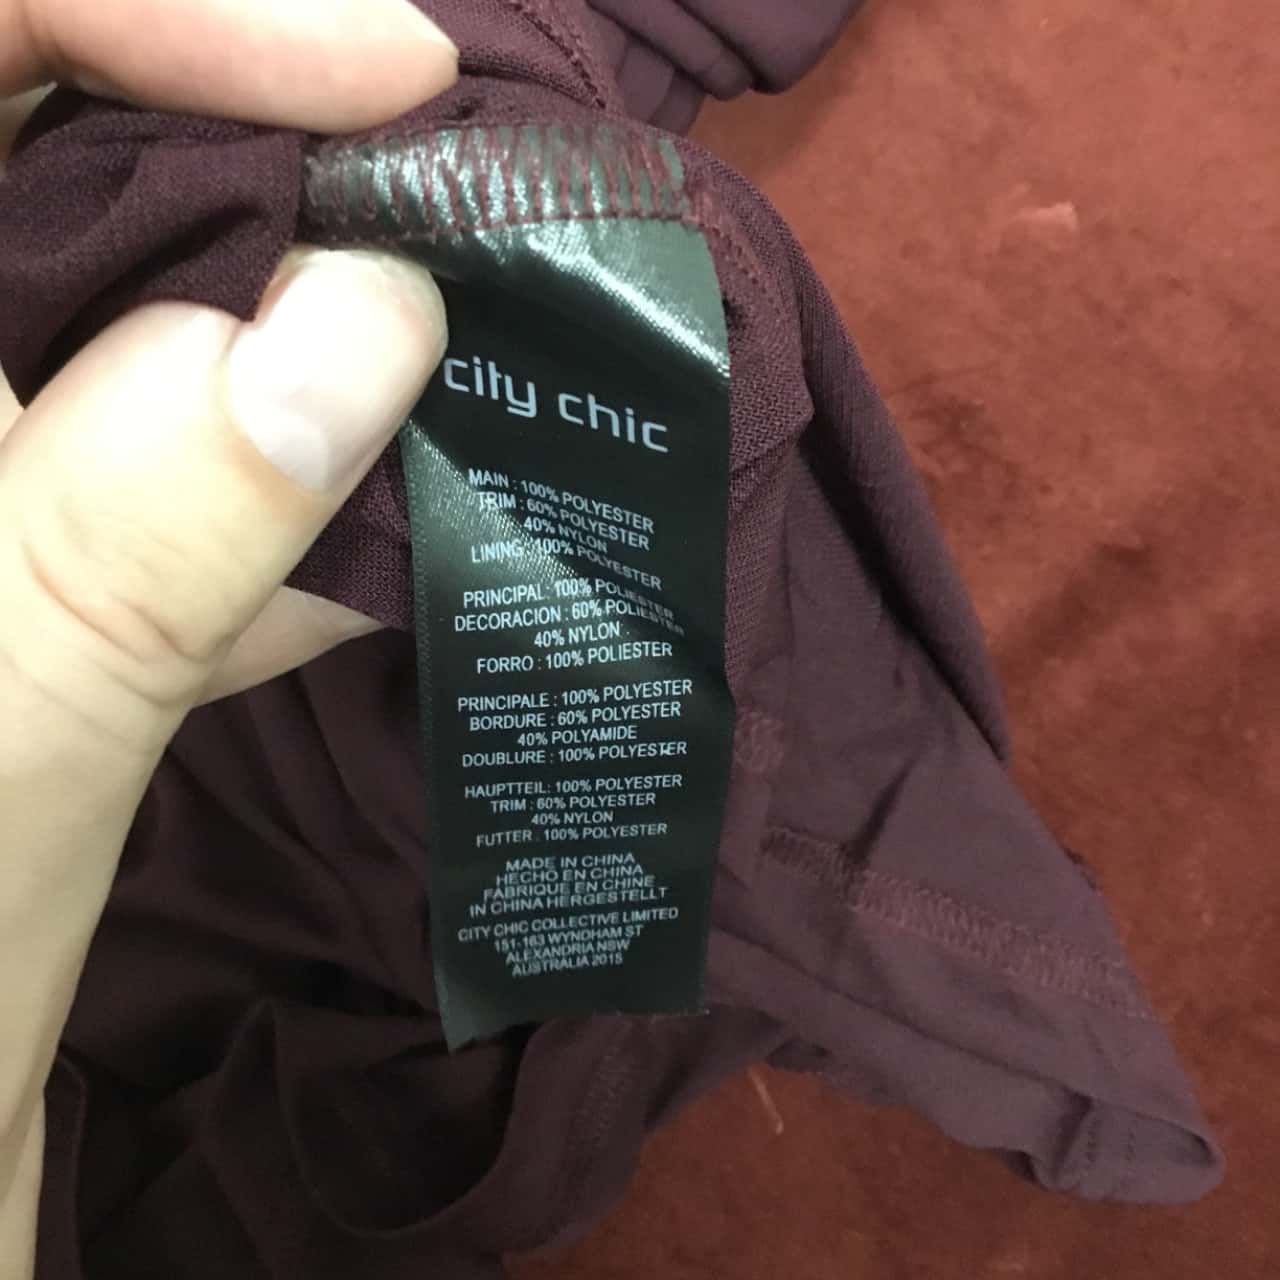 city chic
MAIN : 100% POLYESTER
TRIM : 60% POLYESTER
40% NYLON
LINING : 100% POLYESTER
PRINCIPAL : 100% POLIESTER
DECORACION : 60% POLIESTER
40% NYLON
FORRO : 100% POLIESTER
PRINCIPALE : 100% POLYESTER
BORDURE : 60% POLYESTER
40% POLYAMIDE
DOUBLURE : 100% POLYESTER
HAUPTTEIL: 100% POLYESTER
TRIM : 60% POLYESTER
40% NYLON
FUTTER : 100% POLYESTER
MADE IN CHINA
HECHO EN CHINA
FABRIQUE EN CHINE
IN CHINA HERGESTELLT
CITY CHIC COLLECTIVE LIMITED
151-163 WYNDHAM ST
ALEXANDRIA NSW
AUSTRALIA 2015